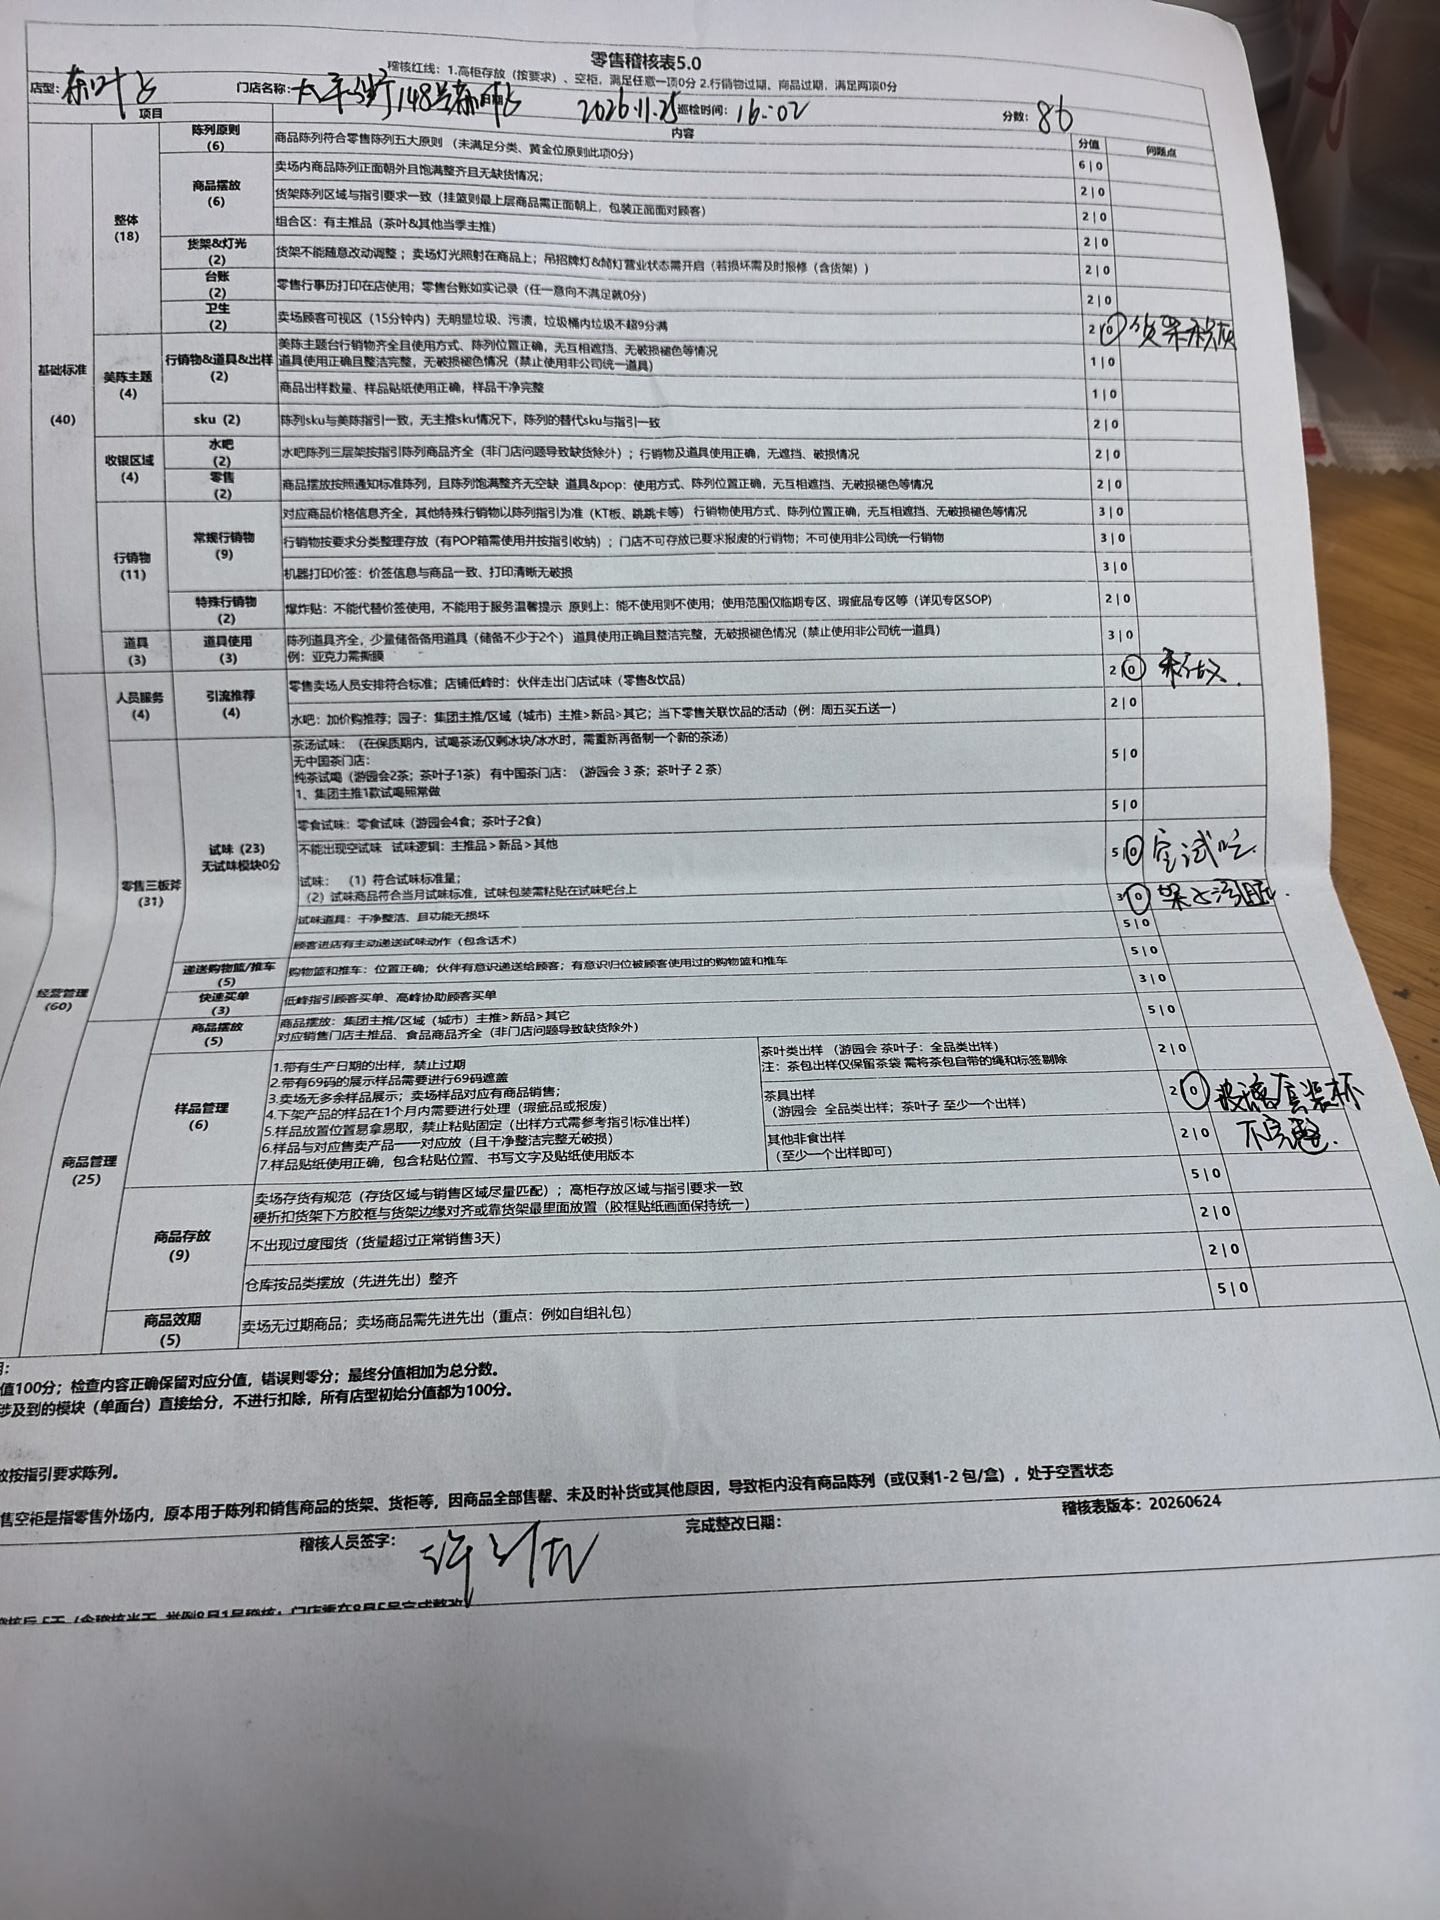 零售稽核表5.0
稽核红线：1.高柜存放（按要求）、空柜，满足任意一项0分 2.行销物过期、商品过期，满足两项0分
店型：茶叶子 门店名称：148号 2026.11.25 巡检时间：16:02 分数：86
项目 内容 分值 问题点
基础标准
(40)
整体
(18)
陈列原则
(6)
商品陈列符合零售陈列五大原则 （未满足分类、黄金位原则此项0分） 6 | 0
商品摆放
(6)
卖场内商品陈列正面朝外且饱满整齐且无缺货情况； 2 | 0
货架陈列区域与指引要求一致（挂篮则最上层商品需正面朝上，包装正面面对顾客） 2 | 0
组合区：有主推品（茶叶&其他当季主推） 2 | 0
货架&灯光
(2)
货架不能随意改动调整 ；卖场灯光照射在商品上；吊招牌灯&筒灯营业状态需开启（若损坏需及时报修（含货架）） 2 | 0
台账
(2)
零售行事历打印在店使用；零售台账如实记录（任一意向不满足就0分） 2 | 0
卫生
(2)
卖场顾客可视区（15分钟内）无明显垃圾、污渍，垃圾桶内垃圾不超9分满 2 | 0 货架积灰
美陈主题
(4)
行销物&道具&出样
(2)
美陈主题台行销物齐全且使用方式、陈列位置正确，无互相遮挡、无破损褪色等情况
道具使用正确且整洁完整，无破损褪色情况（禁止使用非公司统一道具） 1 | 0
商品出样数量、样品贴纸使用正确，样品干净完整 1 | 0
sku（2）
陈列sku与美陈指引一致，无主推sku情况下，陈列的替代sku与指引一致 2 | 0
收银区域
(4)
水吧
(2)
水吧陈列三层架按指引陈列商品齐全（非门店问题导致缺货除外）；行销物及道具使用正确，无遮挡、破损情况 2 | 0
零售
(2)
商品摆放按照通知标准陈列，且陈列饱满整齐无空缺 道具&pop：使用方式、陈列位置正确，无互相遮挡、无破损褪色等情况 2 | 0
行销物
(11)
常规行销物
(9)
对应商品价格信息齐全，其他特殊行销物以陈列指引为准（KT板、跳跳卡等） 行销物使用方式、陈列位置正确，无互相遮挡、无破损褪色等情况 3 | 0
行销物按要求分类整理存放（有POP箱需使用并按指引收纳）；门店不可存放已要求报废的行销物；不可使用非公司统一行销物 3 | 0
机器打印价签：价签信息与商品一致、打印清晰无破损 3 | 0
特殊行销物
(2)
爆炸贴：不能代替价签使用，不能用于服务温馨提示 原则上：能不使用则不使用；使用范围仅临期专区、瑕疵品专区等（详见专区SOP） 2 | 0
道具
(3)
道具使用
(3)
陈列道具齐全，少量储备备用道具（储备不少于2个） 道具使用正确且整洁完整，无破损褪色情况（禁止使用非公司统一道具）
例：亚克力需撕膜 3 | 0
经营管理
(60)
人员服务
(4)
引流推荐
(4)
零售卖场人员安排符合标准；店铺低峰时：伙伴走出门店试味（零售&饮品） 2 | 0 未做
水吧：加价购推荐；园子：集团主推/区域（城市）主推>新品>其它；当下零售关联饮品的活动（例：周五买五送一） 2 | 0
零售三板斧
(31)
试味（23）
无试味模块0分
茶汤试味：（在保质期内，试喝茶汤仅剩冰块/冰水时，需重新再备制一个新的茶汤）
无中国茶门店：
纯茶试喝（游园会2茶；茶叶子1茶） 有中国茶门店：（游园会 3 茶；茶叶子 2 茶）
1、集团主推1款试喝照常做 5 | 0
零食试味：零食试味（游园会4食；茶叶子2食） 5 | 0
不能出现空试味 试味逻辑：主推品 > 新品 > 其他
试味：（1）符合试味标准量；
（2）试味商品符合当月试味标准，试味包装需粘贴在试味吧台上 5 | 0 空试吃
试味道具：干净整洁、且功能无损坏 3 | 0
顾客进店有主动递送试味动作（包含话术） 5 | 0
递送购物篮/推车
(5)
购物篮和推车：位置正确；伙伴有意识递送给顾客；有意识归位被顾客使用过的购物篮和推车 5 | 0
快速买单
(3)
低峰指引顾客买单、高峰协助顾客买单 3 | 0
商品管理
(25)
商品摆放
(5)
商品摆放：集团主推/区域（城市）主推>新品>其它
对应销售门店主推品、食品商品齐全（非门店问题导致缺货除外） 5 | 0
样品管理
(6)
1.带有生产日期的出样，禁止过期
2.带有69码的展示样品需要进行69码遮盖
3.卖场无多余样品展示；卖场样品对应有商品销售；
4.下架产品的样品在1个月内需要进行处理（瑕疵品或报废）
5.样品放置位置易拿易取，禁止粘贴固定（出样方式需参考指引标准出样）
6.样品与对应售卖产品一一对应放（且干净整洁完整无破损）
7.样品贴纸使用正确，包含粘贴位置、书写文字及贴纸使用版本
茶叶类出样 （游园会 茶叶子：全品类出样）
注：茶包出样仅保留茶袋 需将茶包自带的绳和标签剔除 2 | 0
茶具出样
（游园会 全品类出样；茶叶子 至少一个出样） 2 | 0 玻璃套装杯
不完整.
其他非食出样
（至少一个出样即可） 2 | 0
商品存放
(9)
卖场存货有规范（存货区域与销售区域尽量匹配）；高柜存放区域与指引要求一致
硬折扣货架下方胶框与货架边缘对齐或靠货架最里面放置（胶框贴纸画面保持统一） 5 | 0
不出现过度囤货（货量超过正常销售3天） 2 | 0
仓库按品类摆放（先进先出）整齐 2 | 0
商品效期
(5)
卖场无过期商品；卖场商品需先进先出（重点：例如自组礼包） 5 | 0
值100分；检查内容正确保留对应分值，错误则零分；最终分值相加为总分数。
涉及到的模块（单面台）直接给分，不进行扣除，所有店型初始分值都为100分。
放按指引要求陈列。
售空柜是指零售外场内，原本用于陈列和销售商品的货架、货柜等，因商品全部售罄、未及时补货或其他原因，导致柜内没有商品陈列（或仅剩1-2 包/盒），处于空置状态
稽核人员签字： 完成整改日期： 稽核表版本：20260624